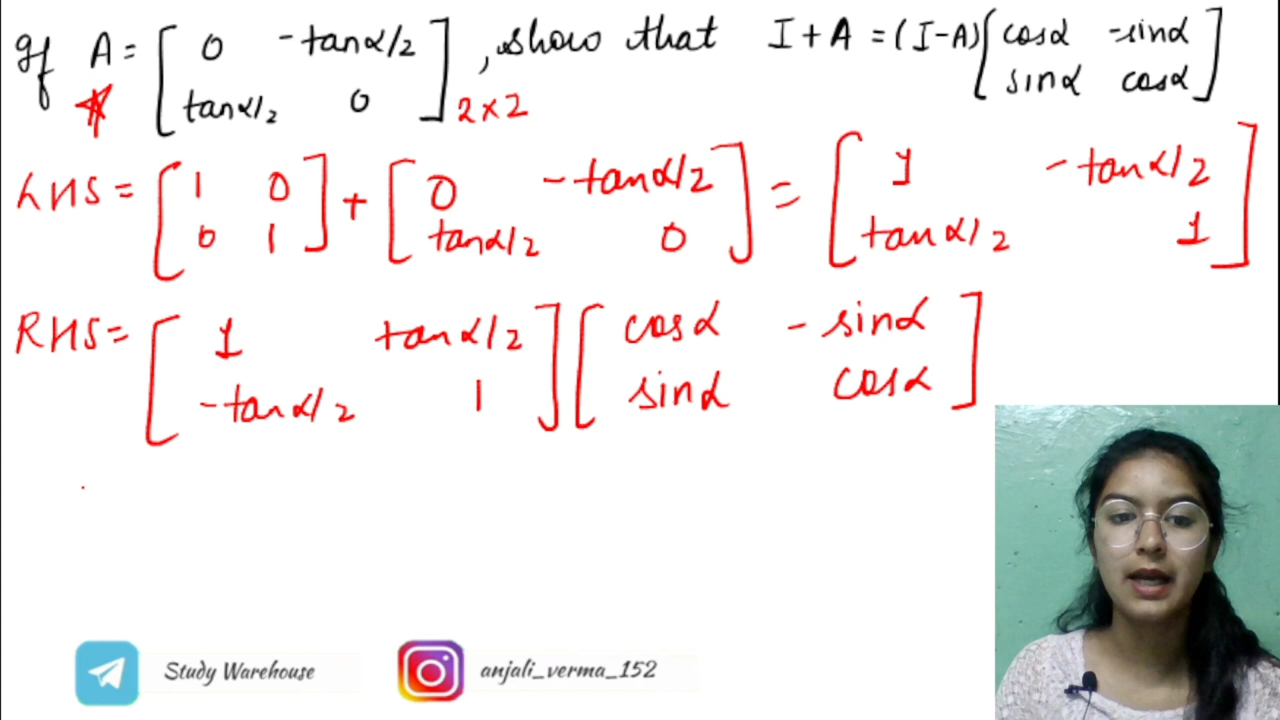 If A = [ 0 -tanα/2 ], show that I + A = (I-A)[ cosα -sinα ]
[ tanα/2 0 ] 2×2 [ sinα cosα ]
LHS = [ 1 0 ] + [ 0 -tanα/2 ] = [ 1 -tanα/2 ]
[ 0 1 ] [ tanα/2 0 ] [ tanα/2 1 ]
RHS = [ 1 tanα/2 ] [ cosα -sinα ]
[ -tanα/2 1 ] [ sinα cosα ]
Study Warehouse anjali_verma_152